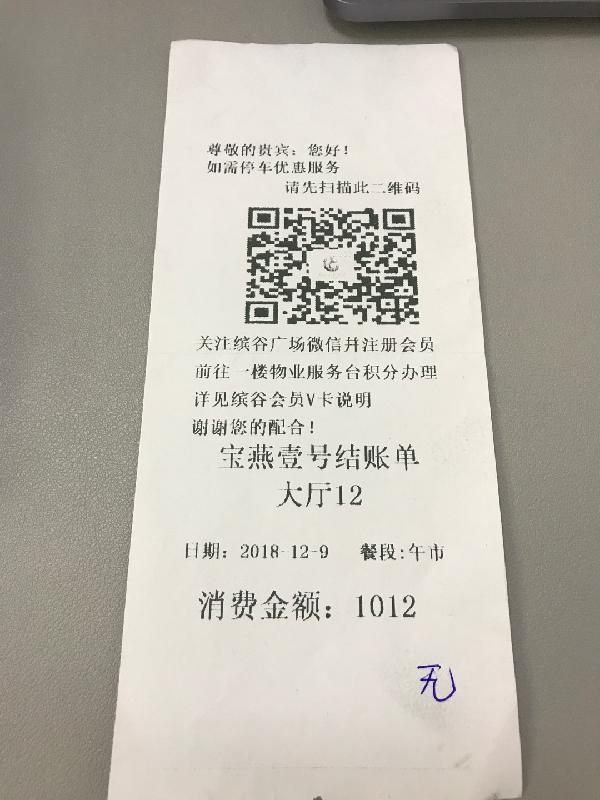 尊敬的贵宾：您好！
如需停车优惠服务
请先扫描此二维码
关注缤谷广场微信并注册会员
前往一楼物业服务台积分办理
详见缤谷会员V卡说明
谢谢您的配合！
宝燕壹号结账单
大厅12
日期：2018-12-9 餐段:午市
消费金额：1012
无